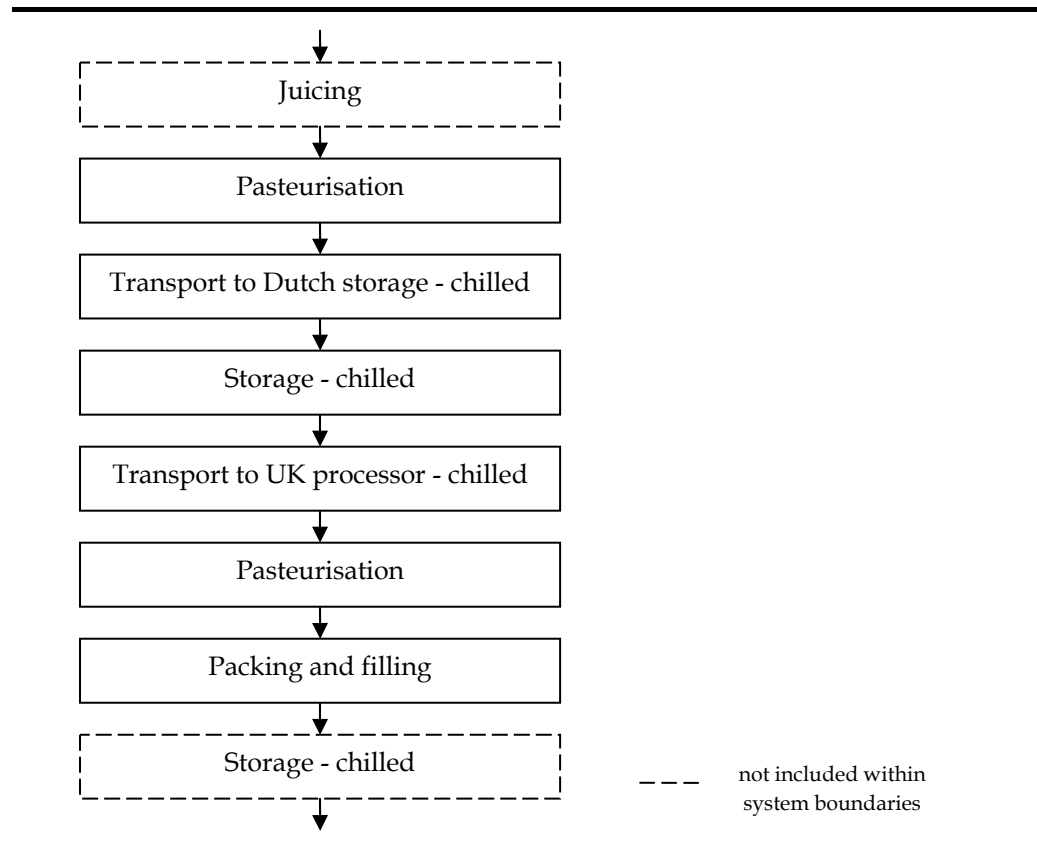 Juicing
Pasteurisation
Transport to Dutch storage - chilled
Storage - chilled
Transport to UK processor - chilled
Pasteurisation
Packing and filling
Storage - chilled
not included within
system boundaries